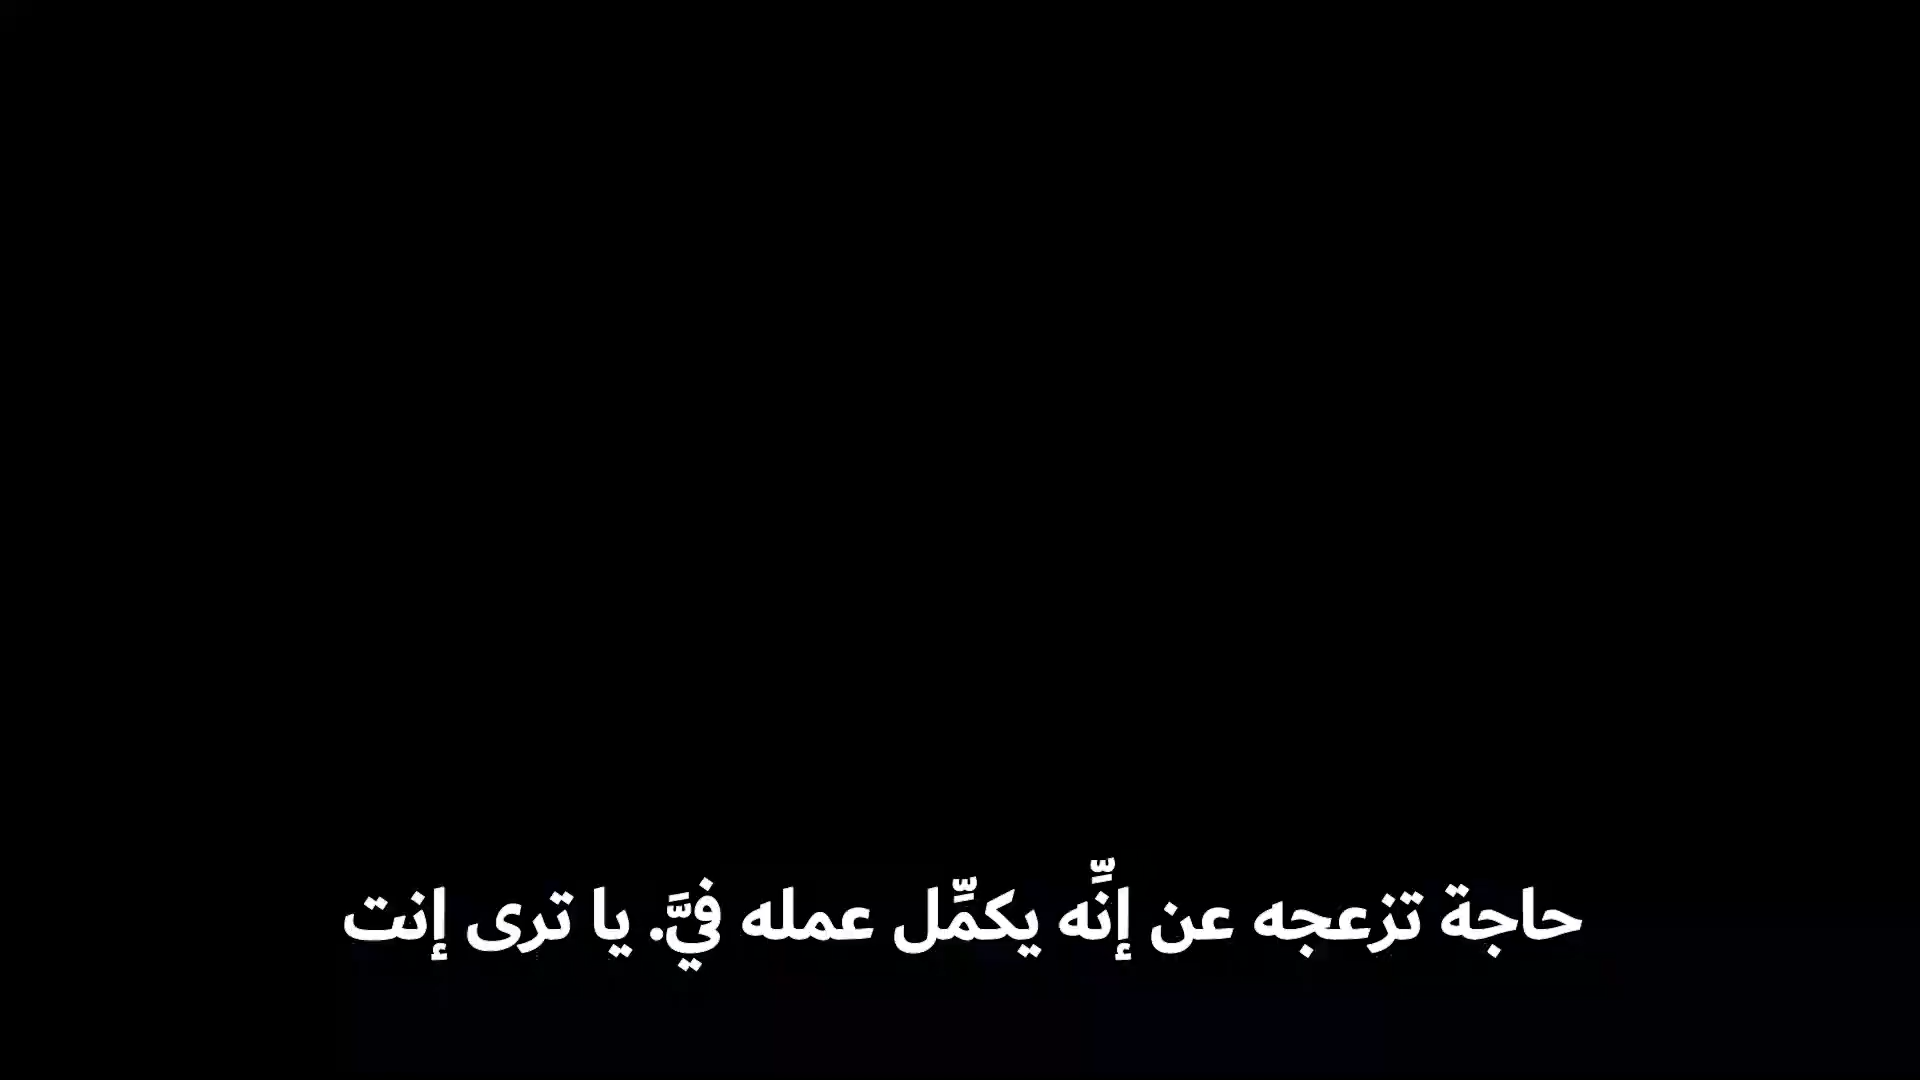 حاجة تزعجه عن إنِّه يكمِّل عمله فيَّ. يا ترى إنت